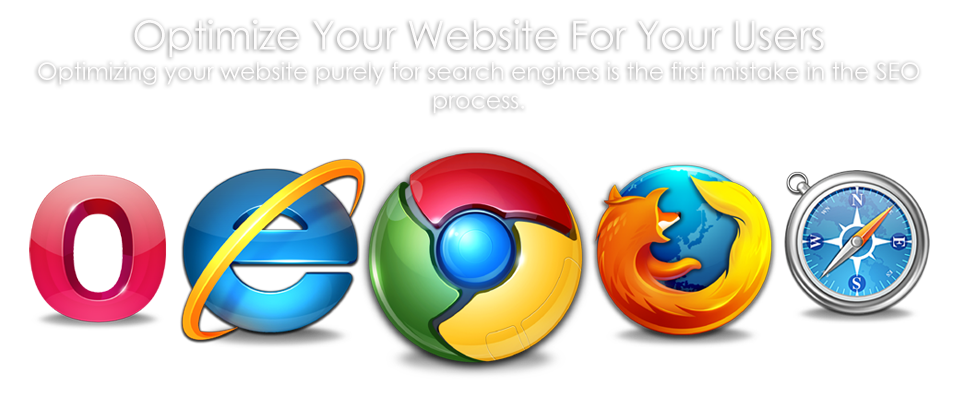 Optimize Your Website For Your Users
Optimizing your website purely for search engines is the first mistake in the SEO
process.
N
W E
S